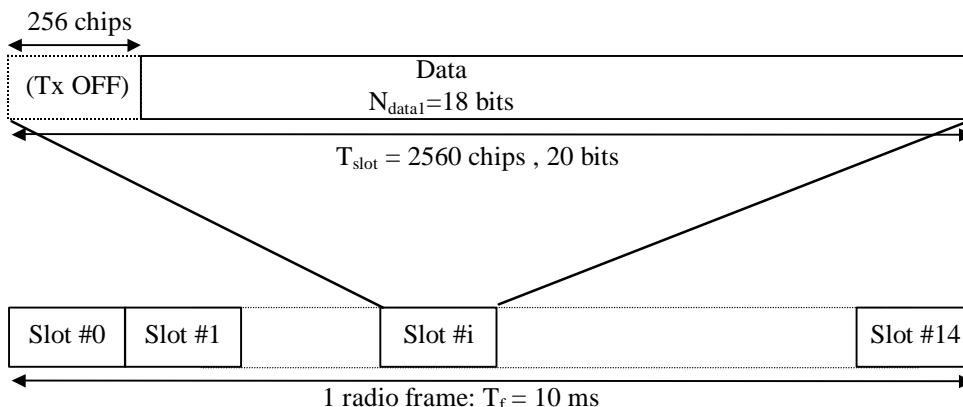 256 chips
(Tx OFF)
Data
N_data1=18 bits
T_slot = 2560 chips , 20 bits
Slot #0
Slot #1
Slot #i
Slot #14
1 radio frame: T_f = 10 ms